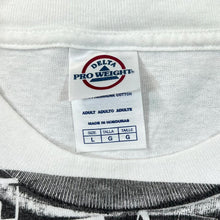 DELTA
PRO WEIGHT
COTTON
ADULT ADULTO ADULTE
MADE IN HONDURAS
SIZE TALLA TAILLE
L G G